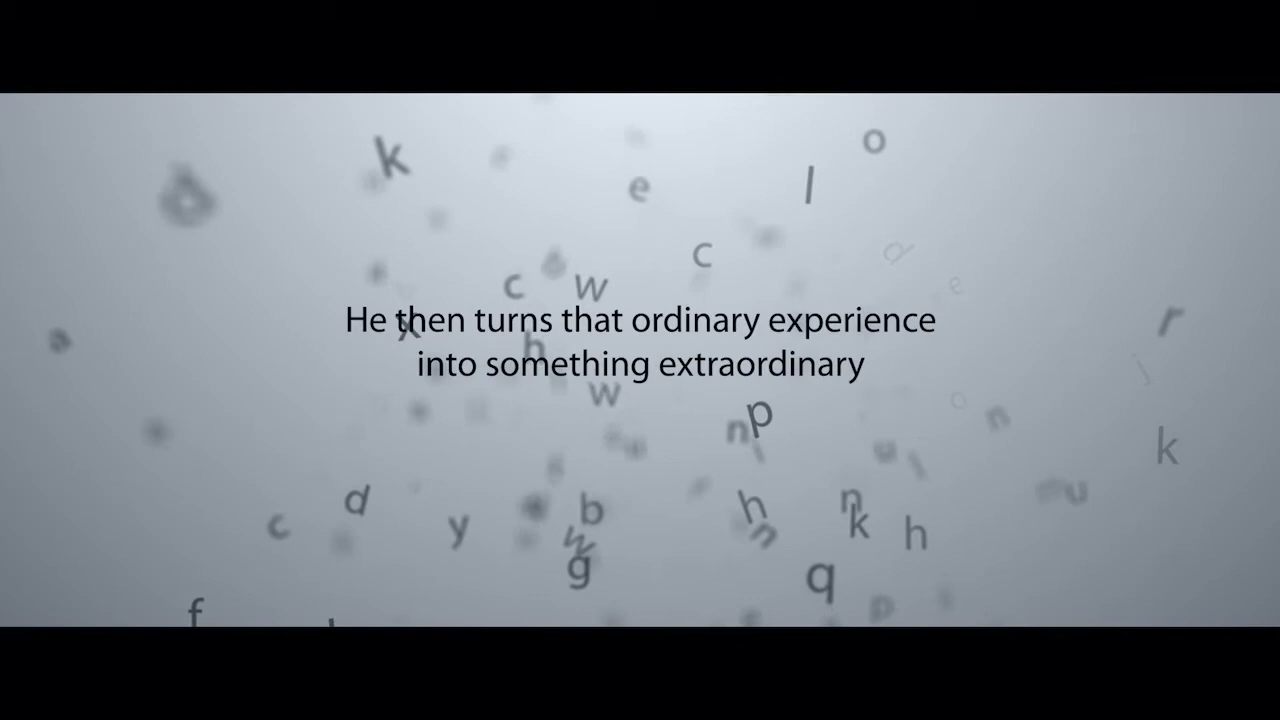 He then turns that ordinary experience
into something extraordinary